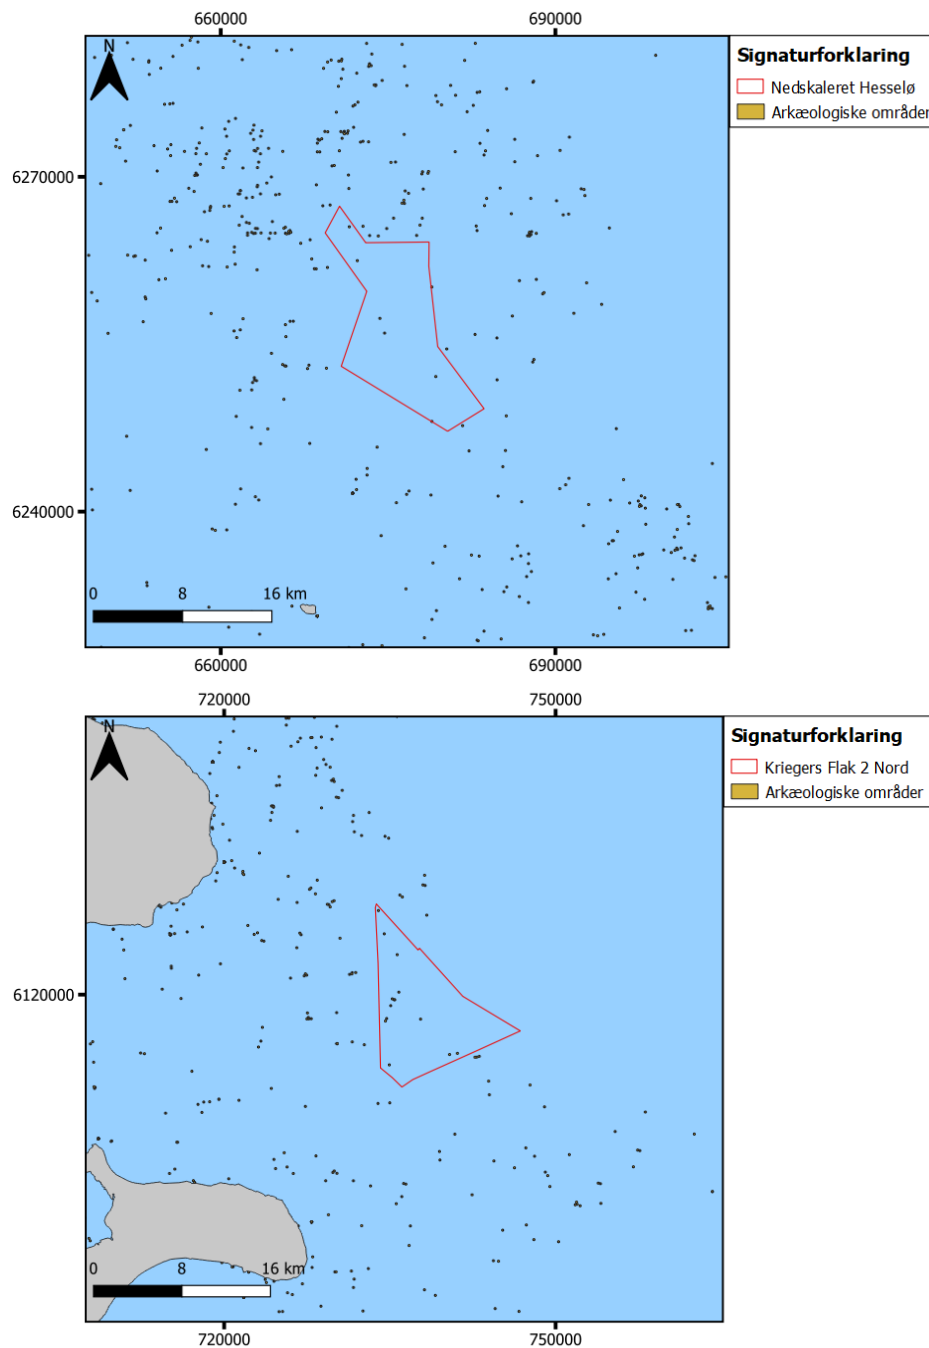 660000 690000
N
Signaturforklaring
Nedskaleret Hesselø
Arkæologiske områder
6270000
6240000
0 8 16 km
660000 690000
720000 750000
N
Signaturforklaring
Kriegers Flak 2 Nord
Arkæologiske områder
6120000
0 8 16 km
720000 750000